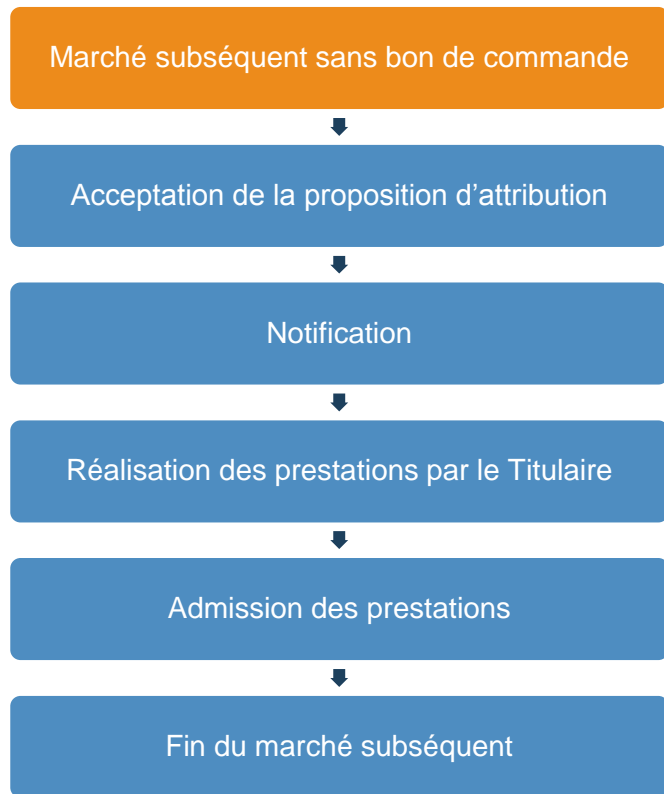 Marché subséquent sans bon de commande
Acceptation de la proposition d’attribution
Notification
Réalisation des prestations par le Titulaire
Admission des prestations
Fin du marché subséquent